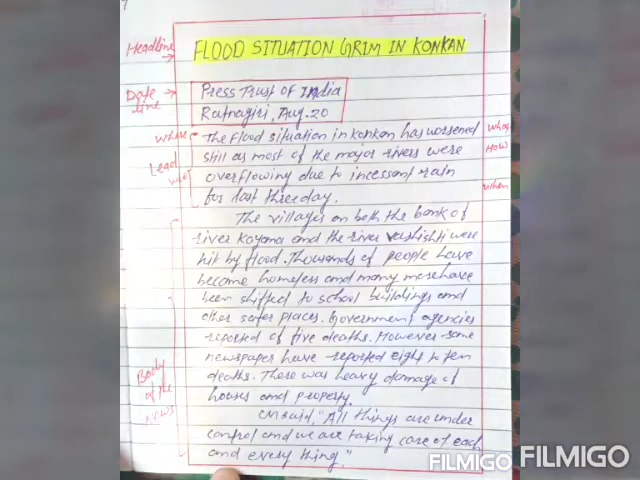 Headline
FLOOD SITUATION GRIM IN KONKAN
Date line
Press Trust of India
Ratnagiri, Aug. 20
where
The flood situation in konkan has worsened
what
Lead
still as most of the major rivers were
How
who
overflowing due to incessant rain
when
for last three day.
The villages on both the bank of
river Koyana and the river Vashishti were
hit by flood. Thousands of people have
become homeless and many more have
been shifted to school buildings and
other safer places. Government agencies
reported of five deaths. However some
newspaper have reported eight to ten
deaths. There was heavy damage of
houses and property.
Body of the News
CM said, "All things are under
control and we are taking care of each
and every thing."
FILMIGO FILMIGO